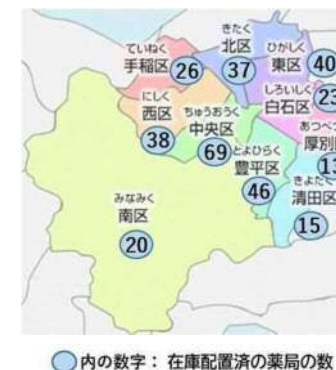 きたく
北区
37
ていねく
手稲区
26
ひがしく
東区
40
しろいしく
白石区
23
にしく
西区
38
ちゅうおうく
中央区
69
とよひらく
豊平区
46
あつべつ
厚別
13
きよたく
清田区
15
みなみく
南区
20
内の数字： 在庫配置済の薬局の数